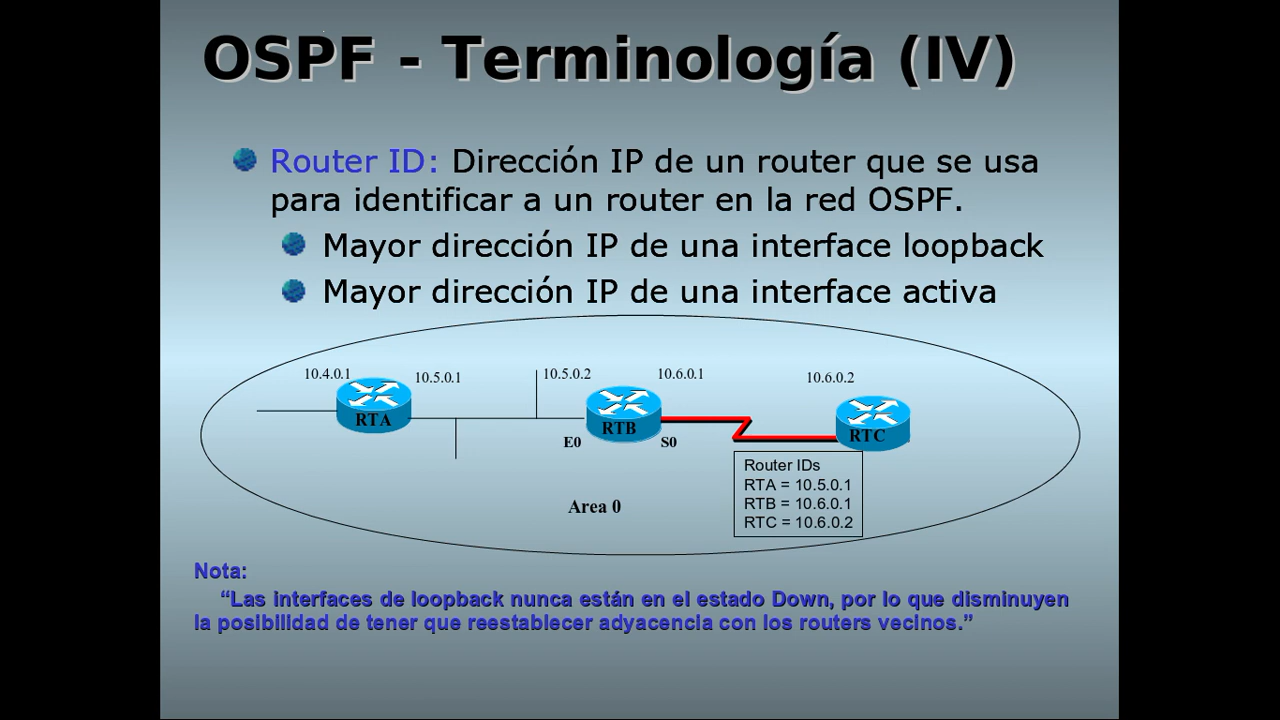 OSPF - Terminología (IV)
Router ID: Dirección IP de un router que se usa
para identificar a un router en la red OSPF.
Mayor dirección IP de una interface loopback
Mayor dirección IP de una interface activa
10.4.0.1
10.5.0.1
10.5.0.2
10.6.0.1
10.6.0.2
RTA
RTB
RTC
E0
S0
Router IDs
RTA = 10.5.0.1
RTB = 10.6.0.1
RTC = 10.6.0.2
Area 0
Nota:
“Las interfaces de loopback nunca están en el estado Down, por lo que disminuyen
la posibilidad de tener que reestablecer adyacencia con los routers vecinos.”